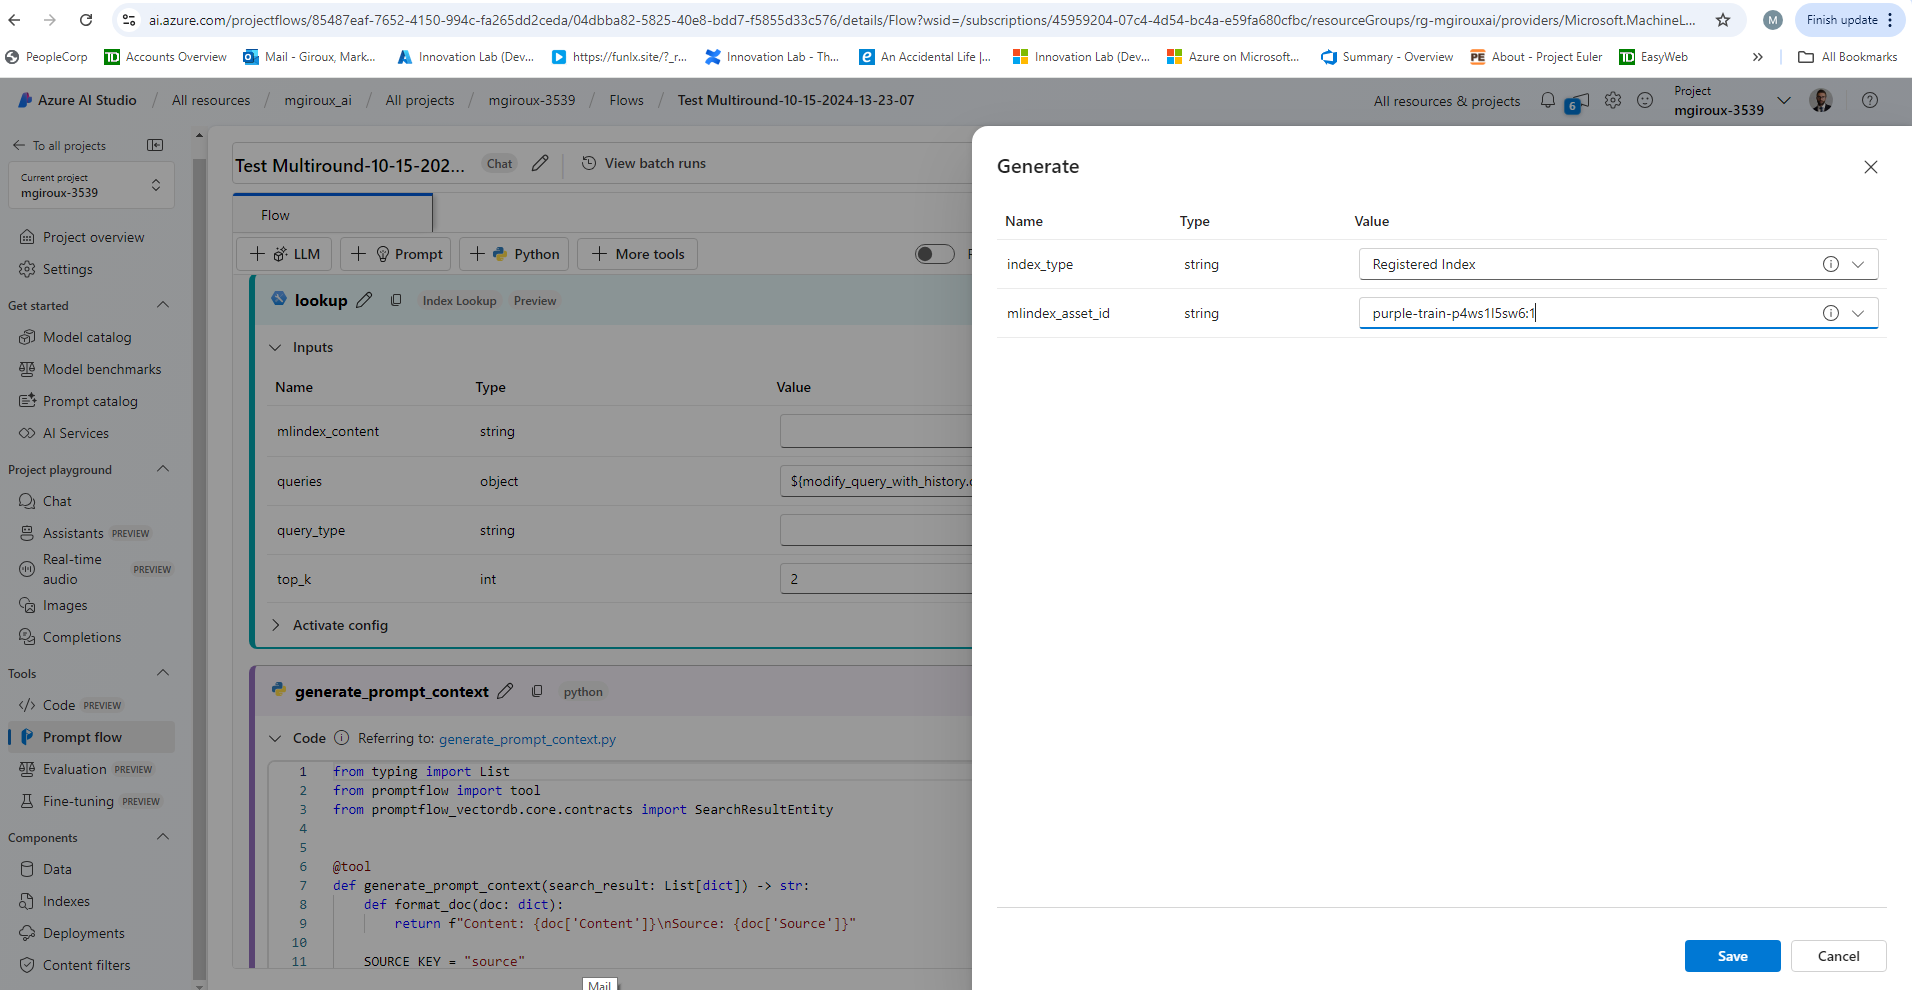 ai.azure.com/projectflows/85487eaf-7652-4150-994c-fa265dd2ceda/04dbba82-5825-40e8-bdd7-f5855d33c576/details/Flow?wsid=/subscriptions/45959204-07c4-4d54-bc4a-e59fa680cfbc/resourceGroups/rg-mgirouxai/providers/Microsoft.MachineL...
M
Finish update
PeopleCorp
TD Accounts Overview
Mail - Giroux, Mark...
Innovation Lab (Dev...
https://funlx.site/?_r...
Innovation Lab - Th...
An Accidental Life |...
Innovation Lab (Dev...
Azure on Microsoft...
Summary - Overview
PE About - Project Euler
TD EasyWeb
All Bookmarks
Azure AI Studio / All resources / mgiroux_ai / All projects / mgiroux-3539 / Flows / Test Multiround-10-15-2024-13-23-07
All resources & projects
6
Project
mgiroux-3539
To all projects
Current project
mgiroux-3539
Project overview
Settings
Get started
Model catalog
Model benchmarks
Prompt catalog
AI Services
Project playground
Chat
Assistants PREVIEW
Real-time audio PREVIEW
Images
Completions
Tools
Code PREVIEW
Prompt flow
Evaluation PREVIEW
Fine-tuning PREVIEW
Components
Data
Indexes
Deployments
Content filters
Test Multiround-10-15-202... Chat
View batch runs
Flow
LLM
Prompt
Python
More tools
lookup Index Lookup Preview
Inputs
Name Type Value
mlindex_content string
queries object ${modify_query_with_history.
query_type string
top_k int 2
Activate config
generate_prompt_context python
Code Referring to: generate_prompt_context.py
1 from typing import List
2 from promptflow import tool
3 from promptflow_vectordb.core.contracts import SearchResultEntity
4
5
6 @tool
7 def generate_prompt_context(search_result: List[dict]) -> str:
8 def format_doc(doc: dict):
9 return f"Content: {doc['Content']}\nSource: {doc['Source']}"
10
11 SOURCE_KEY = "source"
Mail
Generate
Name Type Value
index_type string Registered Index
mlindex_asset_id string purple-train-p4ws1l5sw6:1
Save
Cancel